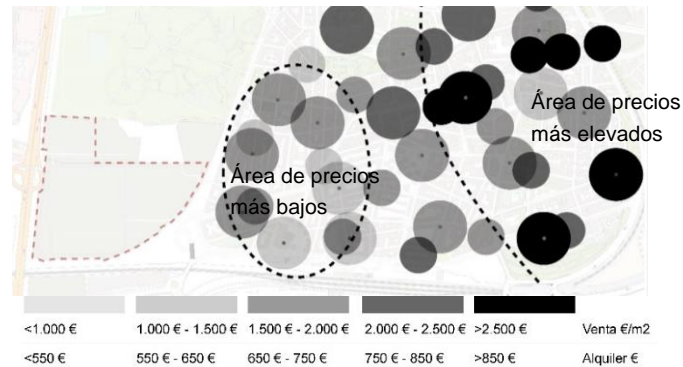 Área de precios
más elevados
Área de precios
más bajos
<1.000 € 1.000 € - 1.500 € 1.500 € - 2.000 € 2.000 € - 2.500 € >2.500 € Venta €/m2
<550 € 550 € - 650 € 650 € - 750 € 750 € - 850 € >850 € Alquiler €